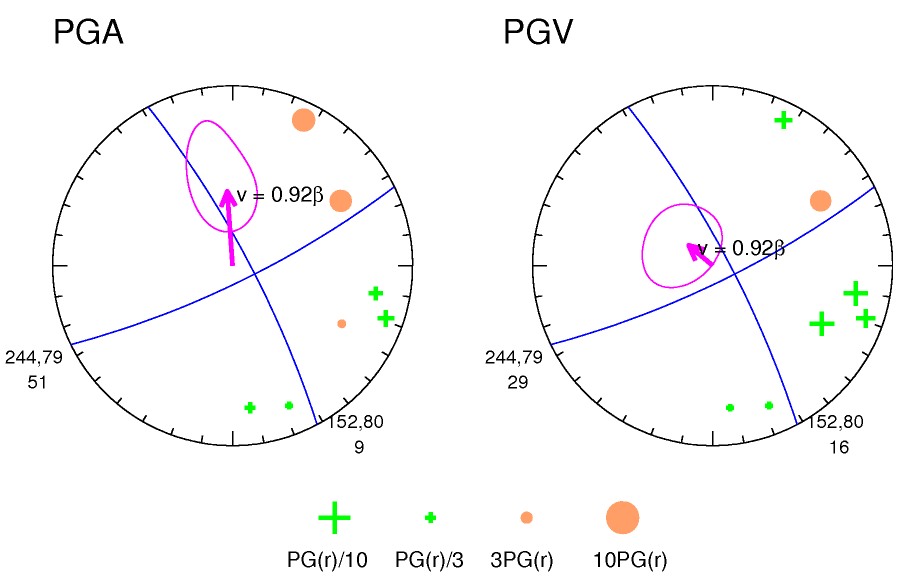 PGA
PGV
v = 0.92β
v = 0.92β
244,79
51
152,80
9
244,79
29
152,80
16
PG(r)/10
PG(r)/3
3PG(r)
10PG(r)